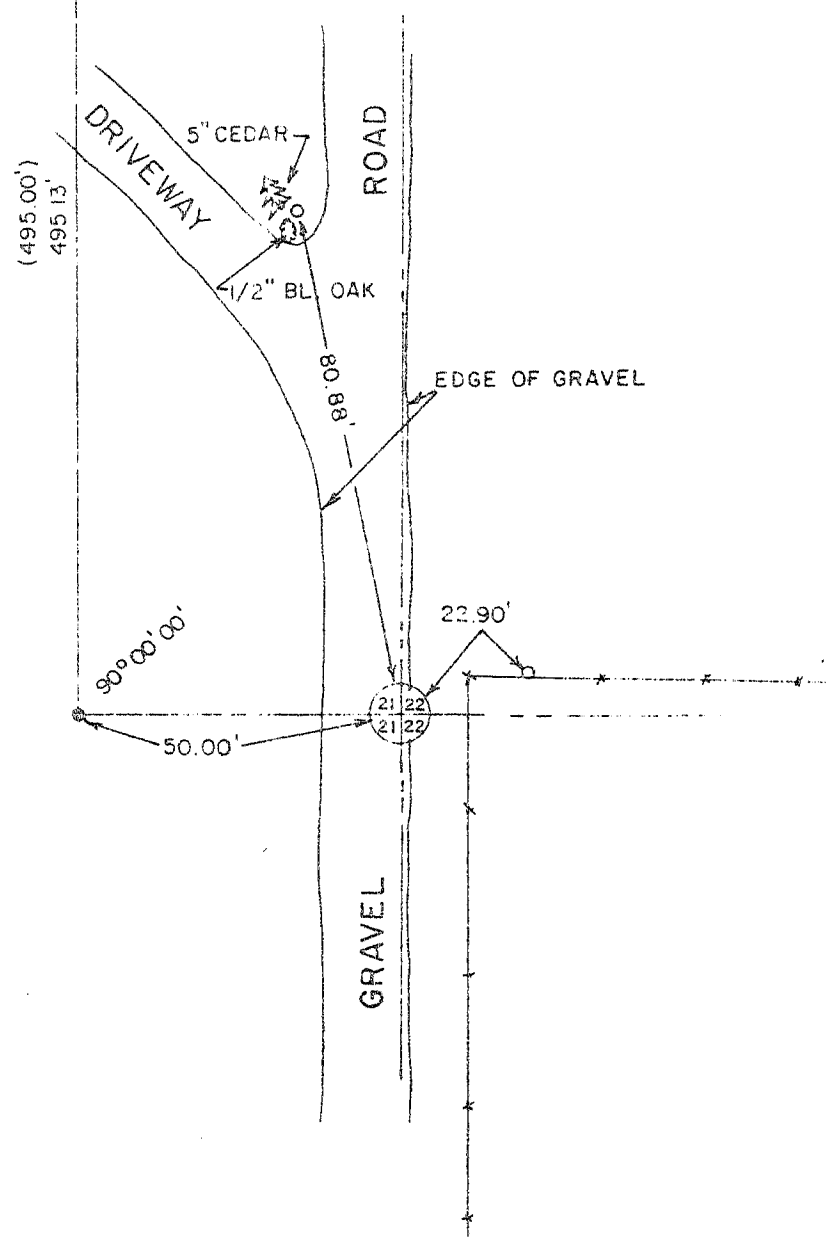 DRIVEWAY
5" CEDAR
ROAD
(495.00')
495.13'
1/2" BL. OAK
80.88'
EDGE OF GRAVEL
22.90'
90°00'00"
21 22
21 22
50.00'
GRAVEL